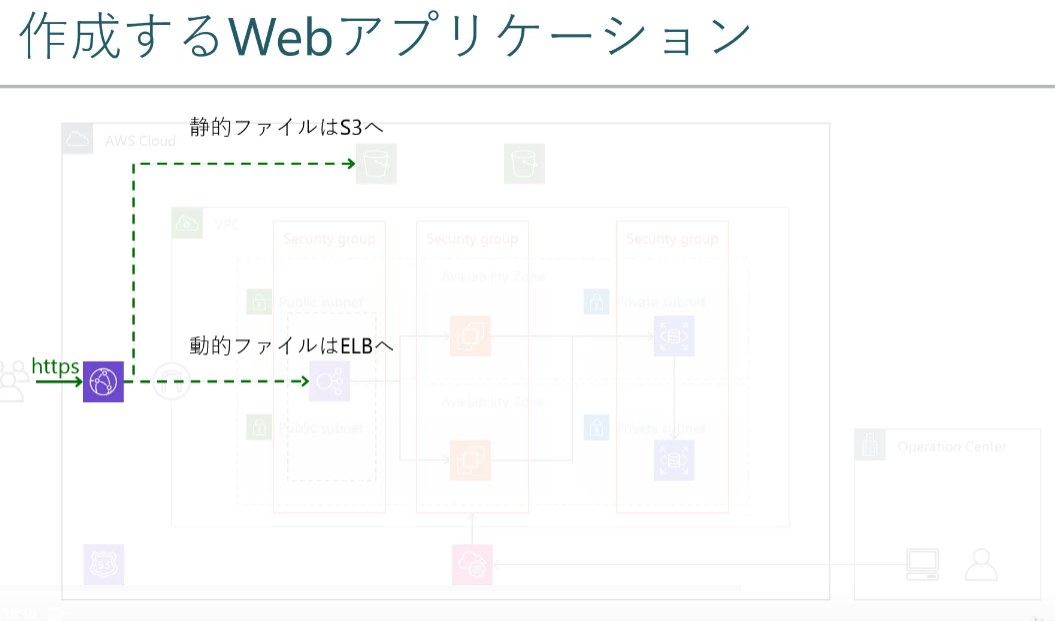 作成するWebアプリケーション
静的ファイルはS3へ
AWS Cloud
VPC
Security group
Security group
Security group
Availability Zone
Public subnet
Private subnet
動的ファイルはELBへ
https
Availability Zone
Public subnet
Private subnet
Operation Center
53